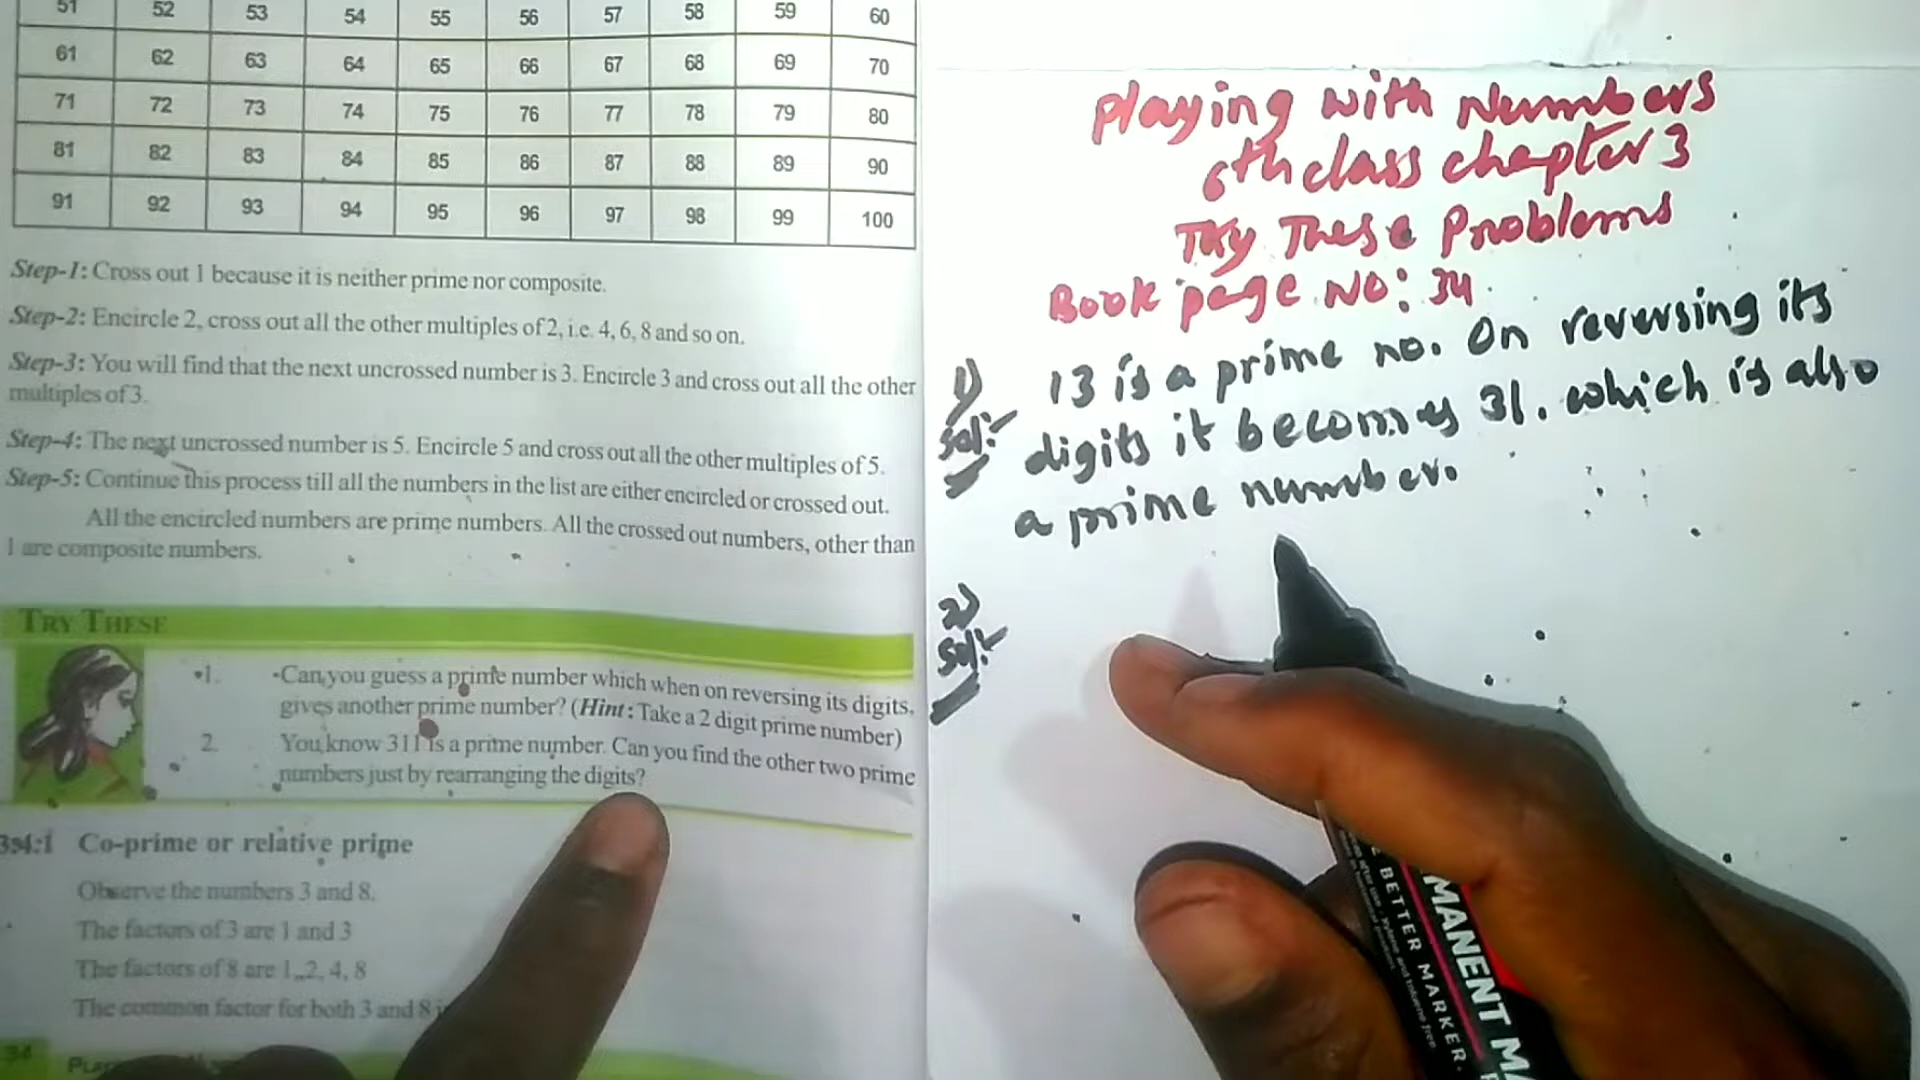 51 52 53 54 55 56 57 58 59 60
61 62 63 64 65 66 67 68 69 70
71 72 73 74 75 76 77 78 79 80
81 82 83 84 85 86 87 88 89 90
91 92 93 94 95 96 97 98 99 100
Step-1: Cross out 1 because it is neither prime nor composite.
Step-2: Encircle 2, cross out all the other multiples of 2, i.e. 4, 6, 8 and so on.
Step-3: You will find that the next uncrossed number is 3. Encircle 3 and cross out all the other
multiples of 3.
Step-4: The next uncrossed number is 5. Encircle 5 and cross out all the other multiples of 5.
Step-5: Continue this process till all the numbers in the list are either encircled or crossed out.
All the encircled numbers are prime numbers. All the crossed out numbers, other than
1 are composite numbers.
TRY THESE
1. Can you guess a prime number which when on reversing its digits,
gives another prime number? (Hint : Take a 2 digit prime number)
2. You know 311 is a prime number. Can you find the other two prime
numbers just by rearranging the digits?
Co-prime or relative prime
Observe the numbers 3 and 8.
The factors of 3 are 1 and 3
The factors of 8 are 1, 2, 4, 8
The common factor for both 3 and 8
34
Playing with Numbers
6th class chapter 3
Try These Problems
Book page No: 34
1) 13 is a prime no. On reversing its
Sol:- digits it becomes 31. which is also
a prime number.
2)
Sol:-
BETTER MARKER.
MANENT MA